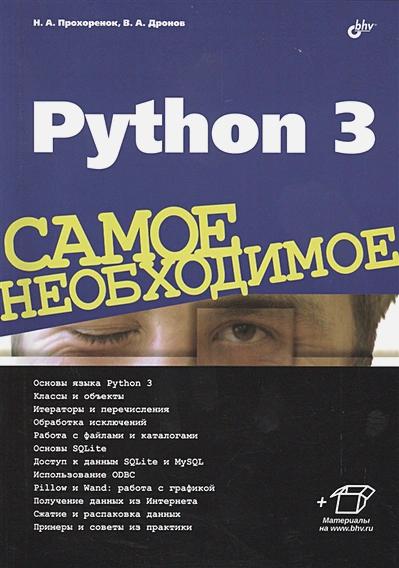 Н. А. Прохоренок, В. А. Дронов
bhv®
Python 3
САМОЕ
НЕОБХОДИМОЕ
Основы языка Python 3
Классы и объекты
Итераторы и перечисления
Обработка исключений
Работа с файлами и каталогами
Основы SQLite
Доступ к данным SQLite и MySQL
Использование ODBC
Pillow и Wand: работа с графикой
Получение данных из Интернета
Сжатие и распаковка данных
Примеры и советы из практики
+
Материалы
на www.bhv.ru